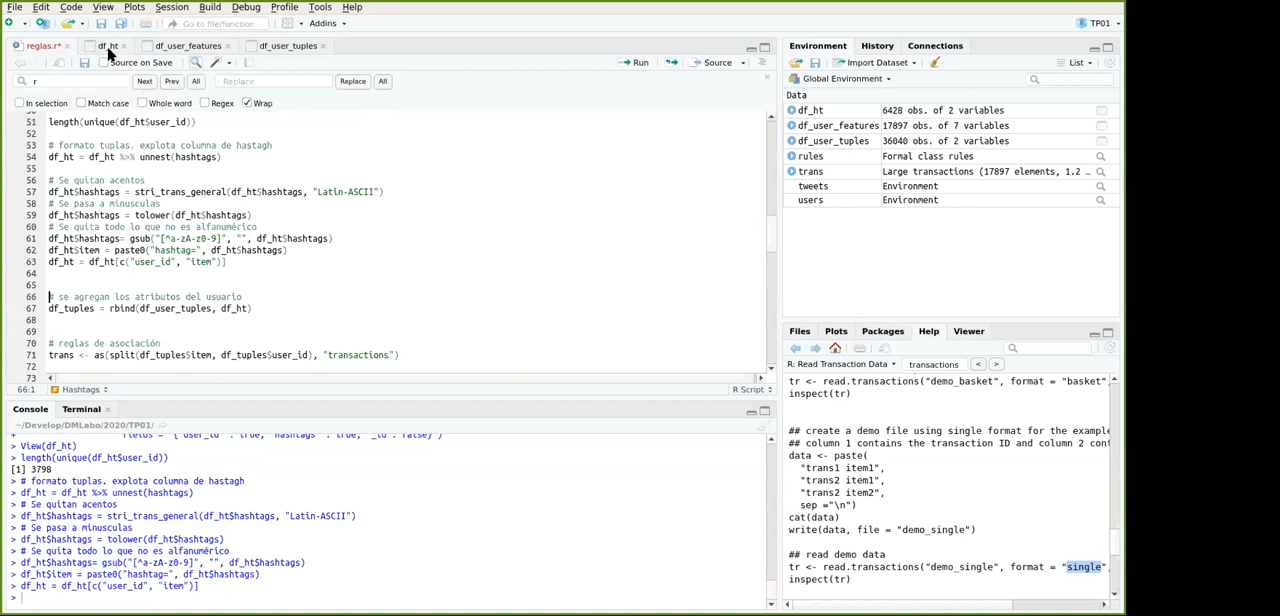 File Edit Code View Plots Session Build Debug Profile Tools Help
Go to file/function Addins TP01
reglas.r* df_ht df_user_features df_user_tuples
Source on Save Run Source
r Next Prev All Replace Replace All
In selection Match case Whole word Regex Wrap
51 length(unique(df_ht$user_id))
52
53 # formato tuplas. explota columna de hastagh
54 df_ht = df_ht %>% unnest(hashtags)
55
56 # Se quitan acentos
57 df_ht$hashtags = stri_trans_general(df_ht$hashtags, "Latin-ASCII")
58 # Se pasa a minusculas
59 df_ht$hashtags = tolower(df_ht$hashtags)
60 # Se quita todo lo que no es alfanumérico
61 df_ht$hashtags= gsub("[^a-zA-z0-9]", "", df_ht$hashtags)
62 df_ht$item = paste0("hashtag=", df_ht$hashtags)
63 df_ht = df_ht[c("user_id", "item")]
64
65
66 # se agregan los atributos del usuario
67 df_tuples = rbind(df_user_tuples, df_ht)
68
69
70 # reglas de asociación
71 trans <- as(split(df_tuples$item, df_tuples$user_id), "transactions")
72
73
66:1 Hashtags R Script
Console Terminal
~/Develop/DMLabo/2020/TP01/
+ fields = '{"user_id" : true, "hashtags" : true, "_id": false}')
> View(df_ht)
> length(unique(df_ht$user_id))
[1] 3798
> # formato tuplas. explota columna de hastagh
> df_ht = df_ht %>% unnest(hashtags)
> # Se quitan acentos
> df_ht$hashtags = stri_trans_general(df_ht$hashtags, "Latin-ASCII")
> # Se pasa a minusculas
> df_ht$hashtags = tolower(df_ht$hashtags)
> # Se quita todo lo que no es alfanumérico
> df_ht$hashtags= gsub("[^a-zA-z0-9]", "", df_ht$hashtags)
> df_ht$item = paste0("hashtag=", df_ht$hashtags)
> df_ht = df_ht[c("user_id", "item")]
>
Environment History Connections
Import Dataset List
Global Environment
Data
df_ht 6428 obs. of 2 variables
df_user_features 17897 obs. of 7 variables
df_user_tuples 36040 obs. of 2 variables
rules Formal class rules
trans Large transactions (17897 elements, 1.2 …
tweets Environment
users Environment
Files Plots Packages Help Viewer
R: Read Transaction Data transactions
tr <- read.transactions("demo_basket", format = "basket",
inspect(tr)
## create a demo file using single format for the example
## column 1 contains the transaction ID and column 2 cont
data <- paste(
"trans1 item1",
"trans2 item1",
"trans2 item2",
sep ="\n")
cat(data)
write(data, file = "demo_single")
## read demo data
tr <- read.transactions("demo_single", format = "single",
inspect(tr)